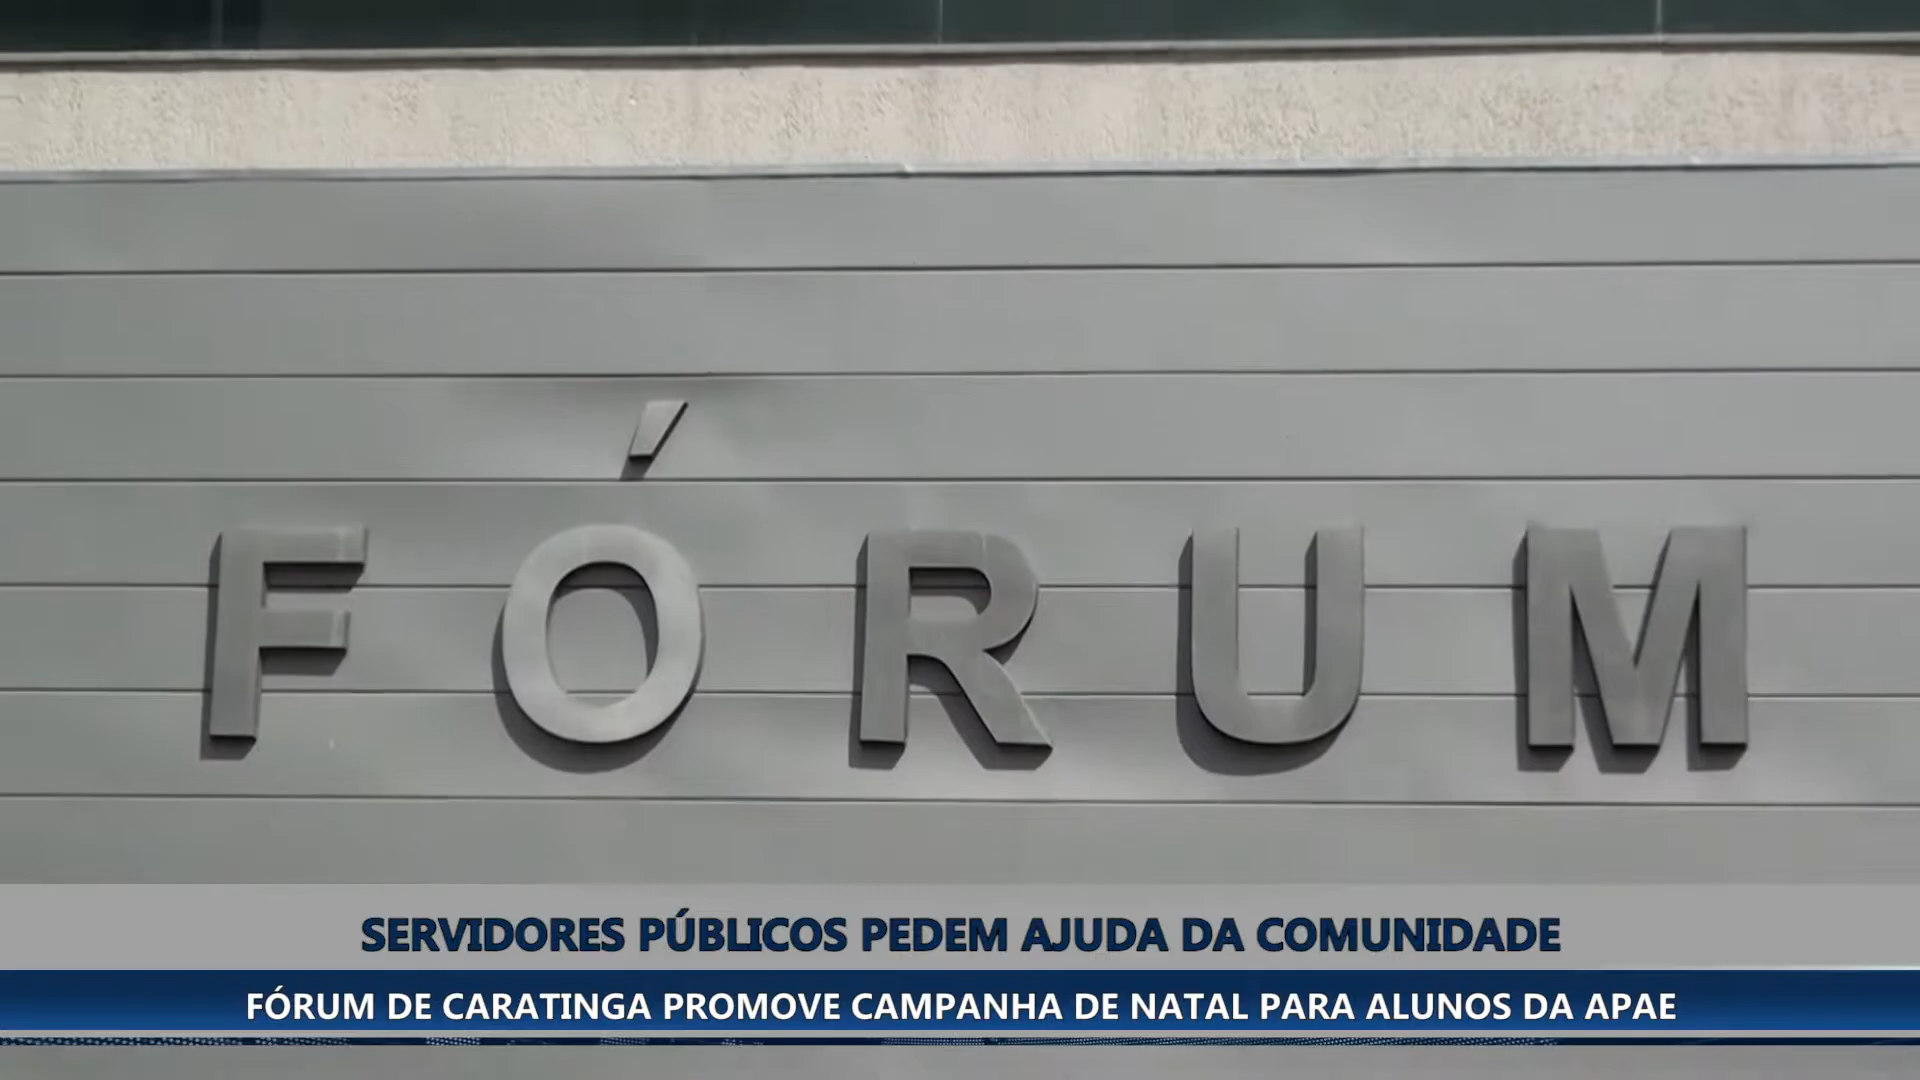 FÓRUM
SERVIDORES PÚBLICOS PEDEM AJUDA DA COMUNIDADE
FÓRUM DE CARATINGA PROMOVE CAMPANHA DE NATAL PARA ALUNOS DA APAE